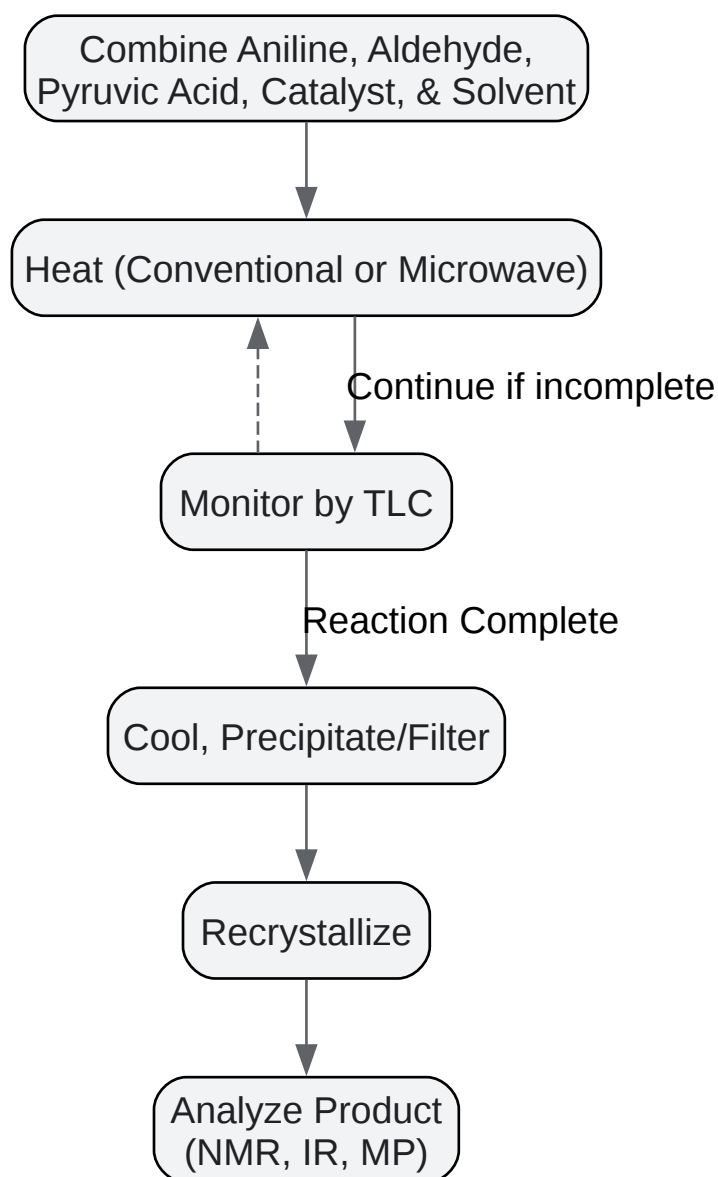 Combine Aniline, Aldehyde,
Pyruvic Acid, Catalyst, & Solvent
Heat (Conventional or Microwave)
Continue if incomplete
Monitor by TLC
Reaction Complete
Cool, Precipitate/Filter
Recrystallize
Analyze Product
(NMR, IR, MP)